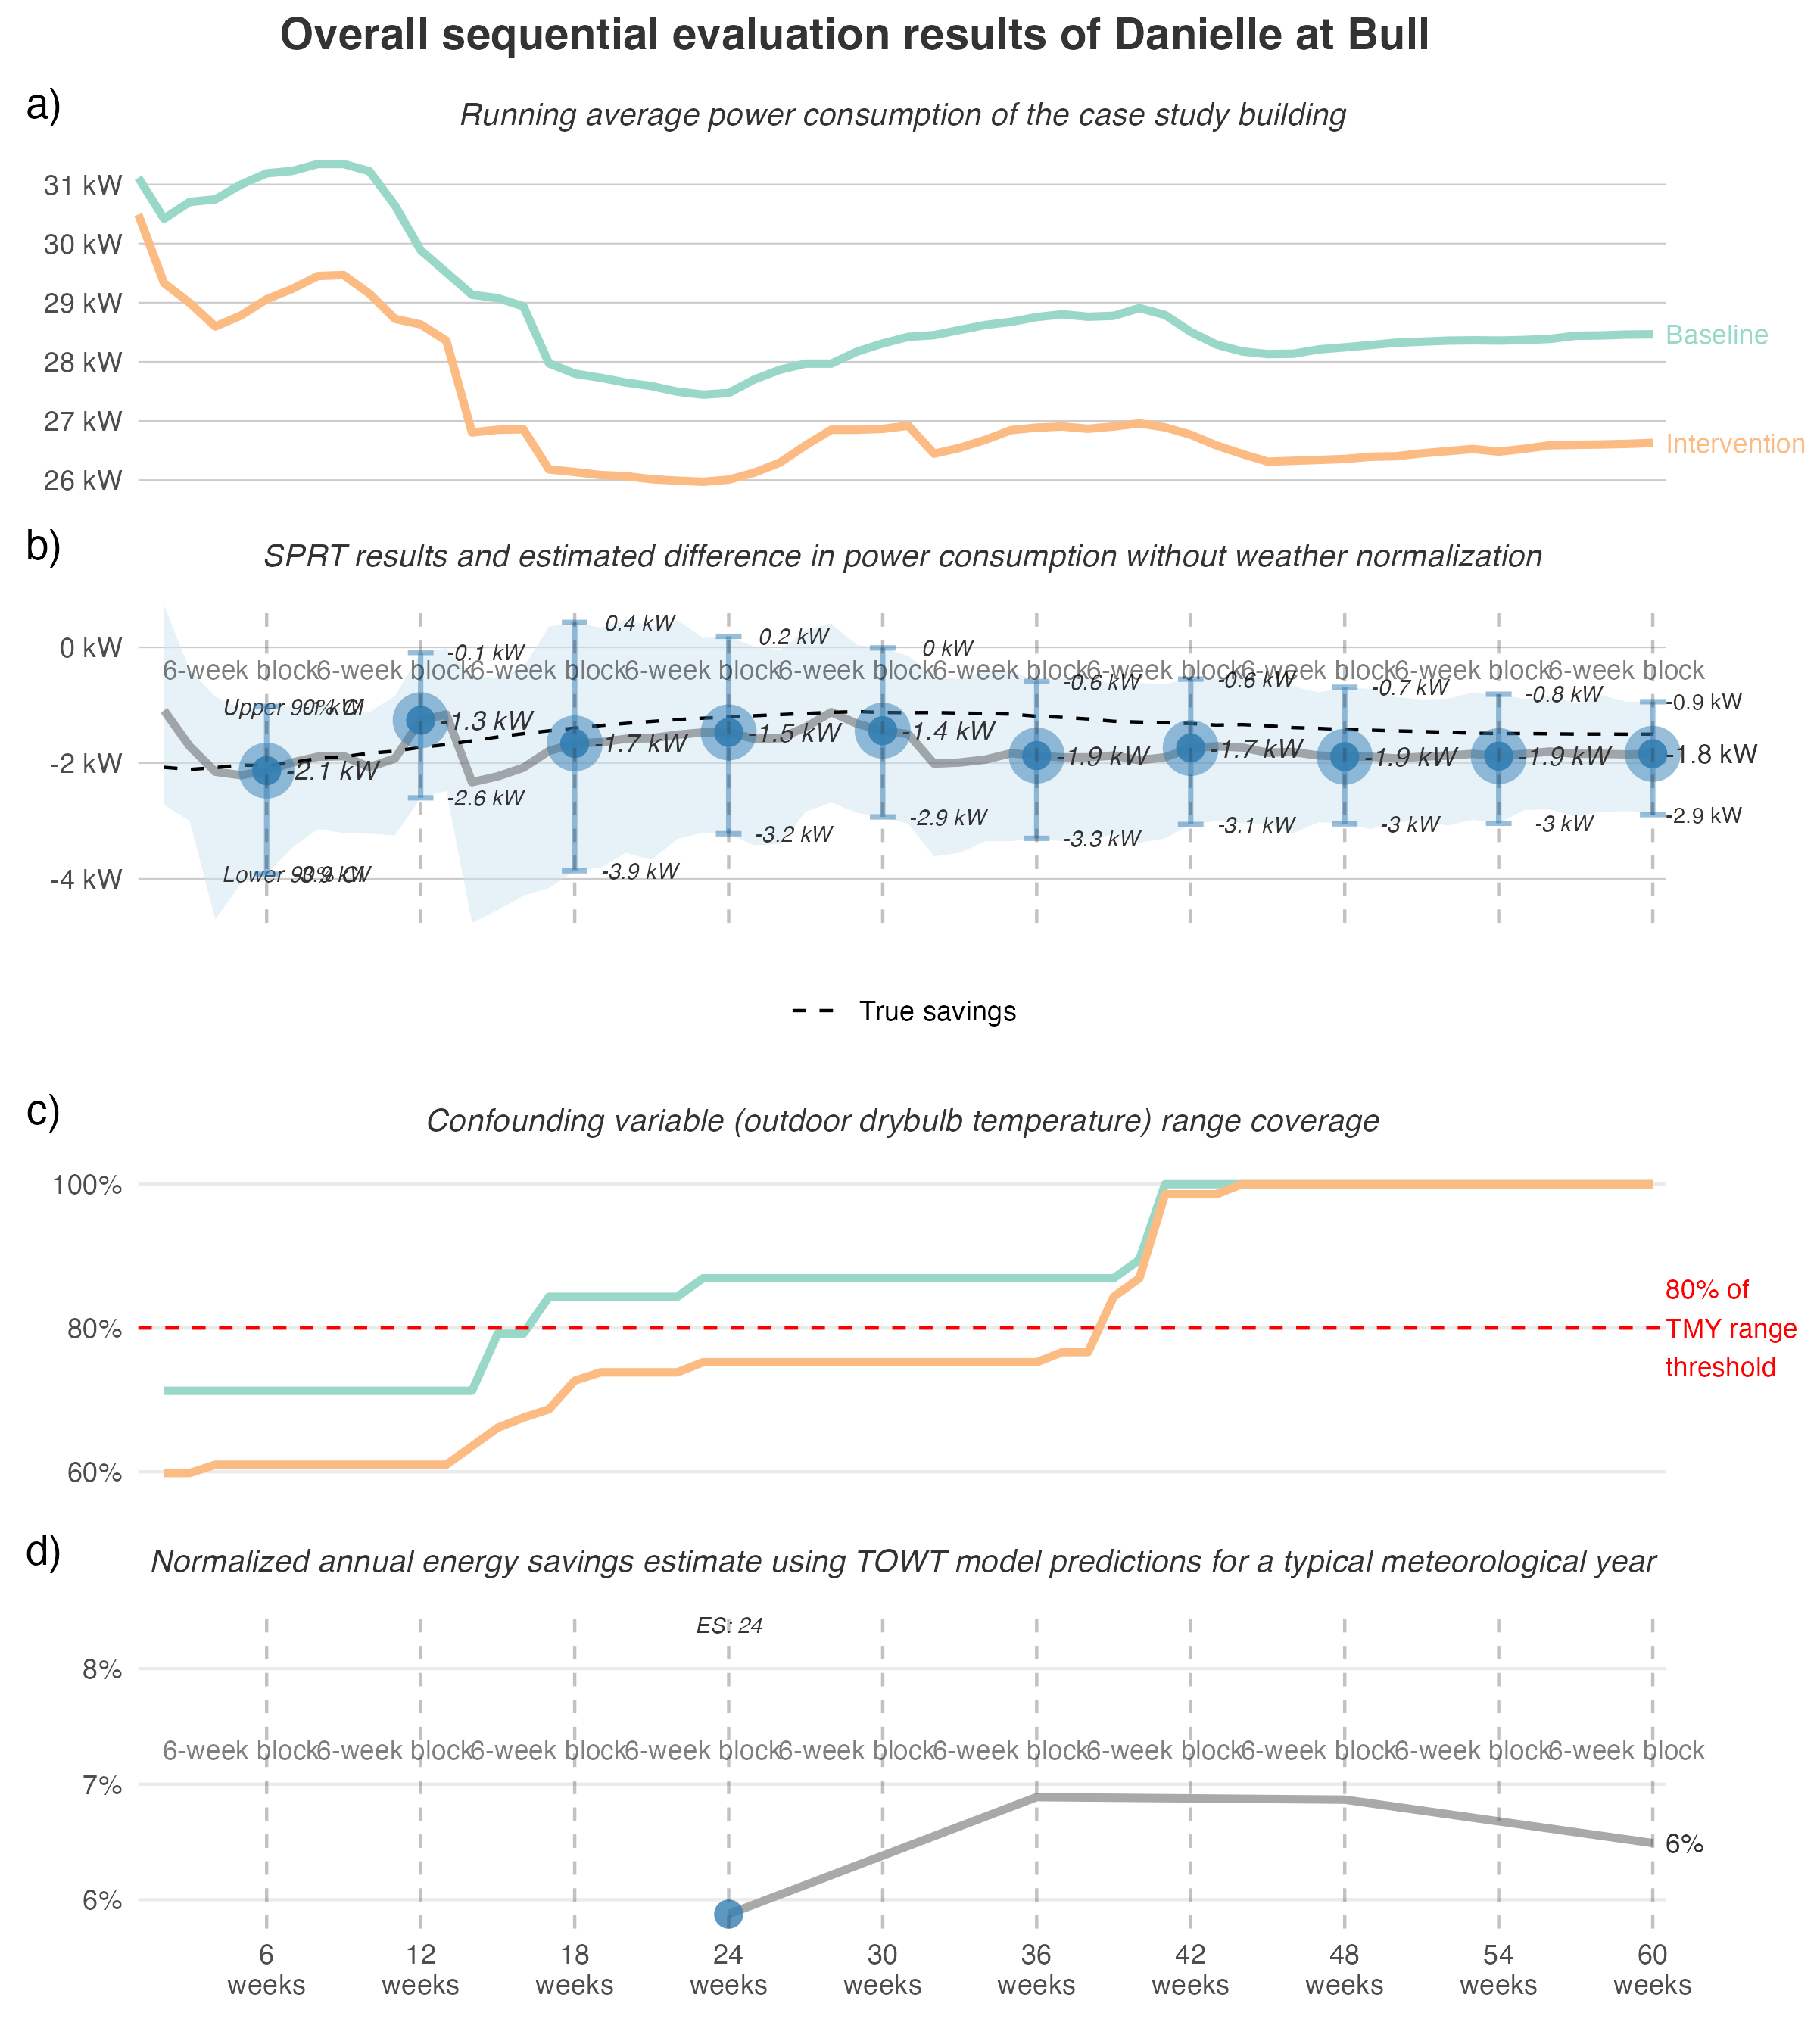 Overall sequential evaluation results of Danielle at Bull
a)
Running average power consumption of the case study building
31 kW
30 kW
29 kW
28 kW
27 kW
26 kW
Baseline
Intervention
b)
SPRT results and estimated difference in power consumption without weather normalization
0 kW
-2 kW
-4 kW
6-week block 6-week block 6-week block 6-week block 6-week block 6-week block 6-week block 6-week block 6-week block 6-week block
Upper 90% CI
-0.1 kW
0.4 kW
0.2 kW
0 kW
-0.6 kW
-0.6 kW
-0.7 kW
-0.8 kW
-0.9 kW
-2.1 kW
-1.3 kW
-1.7 kW
-1.5 kW
-1.4 kW
-1.9 kW
-1.7 kW
-1.9 kW
-1.9 kW
-1.8 kW
Lower 90% CI
-3.9 kW
-2.6 kW
-3.9 kW
-3.2 kW
-2.9 kW
-3.3 kW
-3.1 kW
-3 kW
-3 kW
-2.9 kW
True savings
c)
Confounding variable (outdoor drybulb temperature) range coverage
100%
80%
60%
80% of
TMY range
threshold
d)
Normalized annual energy savings estimate using TOWT model predictions for a typical meteorological year
ES: 24
8%
6-week block 6-week block 6-week block 6-week block 6-week block 6-week block 6-week block 6-week block 6-week block 6-week block
7%
6%
6%
6 weeks
12 weeks
18 weeks
24 weeks
30 weeks
36 weeks
42 weeks
48 weeks
54 weeks
60 weeks